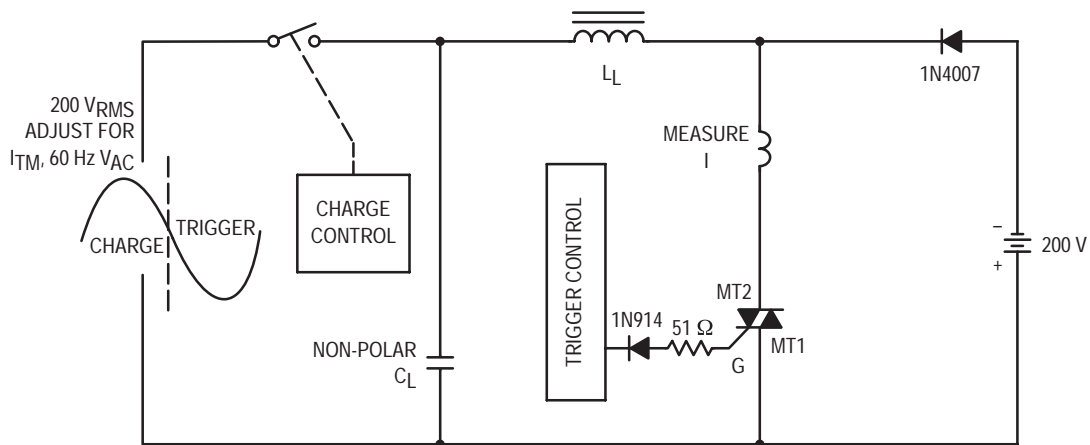 200 VRMS
ADJUST FOR
ITM, 60 Hz VAC
CHARGE
TRIGGER
CHARGE
CONTROL
NON-POLAR
CL
LL
TRIGGER CONTROL
1N914
51 Ω
G
MEASURE
I
MT2
MT1
1N4007
–
+
200 V